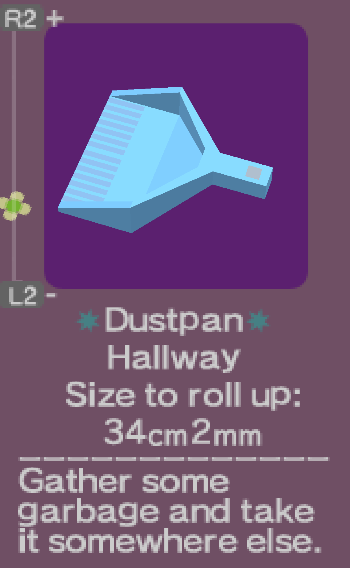 R2 +
L2 -
Dustpan
Hallway
Size to roll up:
34cm2mm
Gather some
garbage and take
it somewhere else.